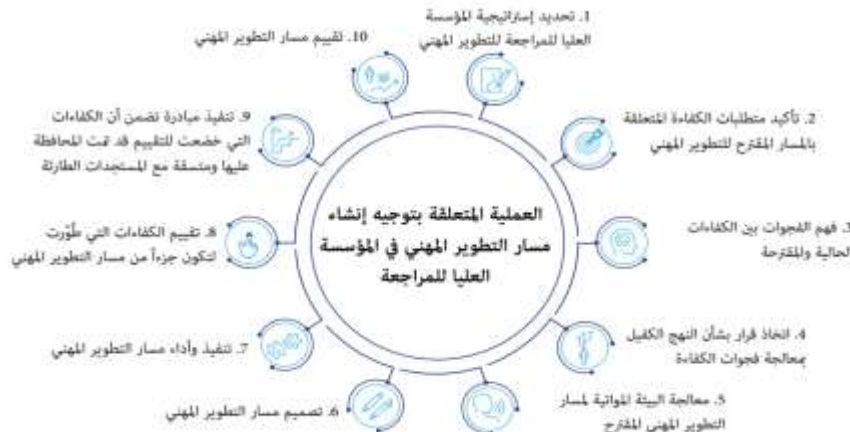 1. تحديد إستراتيجية المؤسسة
العليا للمراجعة للتطوير المهني
2. تأكيد متطلبات الكفاءة المتعلقة
بالمسار المقترح للتطوير المهني
3. فهم الفجوات بين الكفاءات
الحالية والمقترحة
4. اتخاذ قرار بشأن النهج الكفيل
بمعالجة فجوات الكفاءة
5. معالجة البيئة المواتية لمسار
التطوير المهني المقترح
6. تصميم مسار التطوير المهني
7. تنفيذ وأداء مسار التطوير المهني
8. تقييم الكفاءات التي طُوّرت
لتكون جزءاً من مسار التطوير المهني
9. تنفيذ مبادرة تضمن أن الكفاءات
التي خضعت للتقييم قد تمت المحافظة
عليها ومتسقة مع المستجدات الطارئة
10. تقييم مسار التطوير المهني
العملية المتعلقة بتوجيه إنشاء
مسار التطوير المهني في المؤسسة
العليا للمراجعة